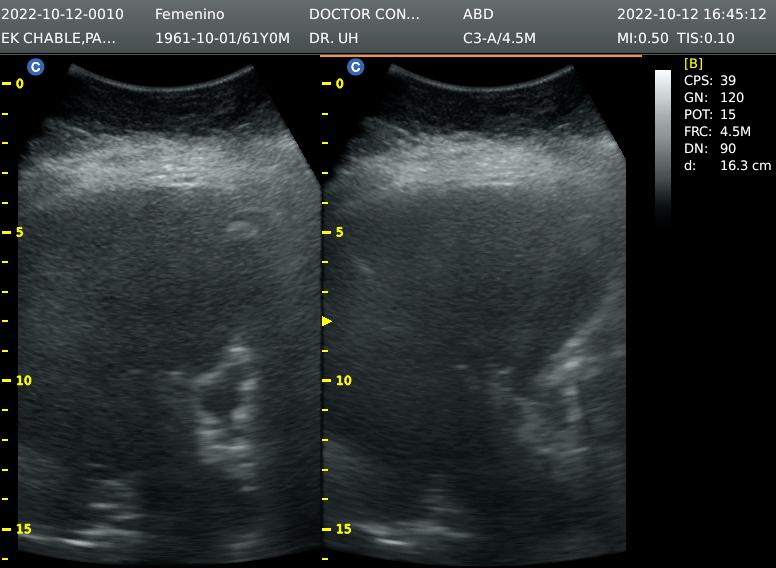 2022-10-12-0010 Femenino DOCTOR CON... ABD 2022-10-12 16:45:12
EK CHABLE,PA... 1961-10-01/61Y0M DR. UH C3-A/4.5M MI:0.50 TIS:0.10
C C [B]
0 0 CPS: 39
GN: 120
POT: 15
FRC: 4.5M
DN: 90
d: 16.3 cm
5 5
10 10
15 15